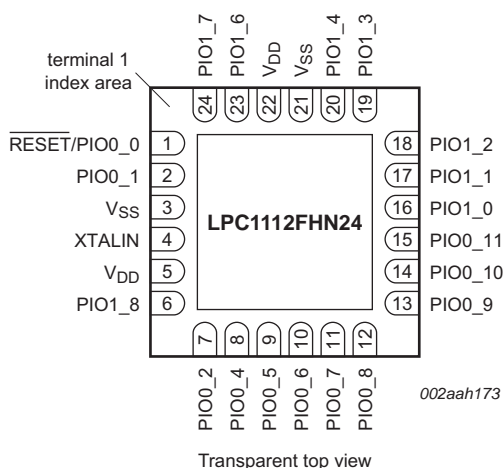 terminal 1
index area
PIO1_7
PIO1_6
VDD
VSS
PIO1_4
PIO1_3
24
23
22
21
20
19
RESET/PIO0_0
1
PIO0_1
2
VSS
3
XTALIN
4
VDD
5
PIO1_8
6
LPC1112FHN24
18
PIO1_2
17
PIO1_1
16
PIO1_0
15
PIO0_11
14
PIO0_10
13
PIO0_9
7
8
9
10
11
12
PIO0_2
PIO0_4
PIO0_5
PIO0_6
PIO0_7
PIO0_8
002aah173
Transparent top view